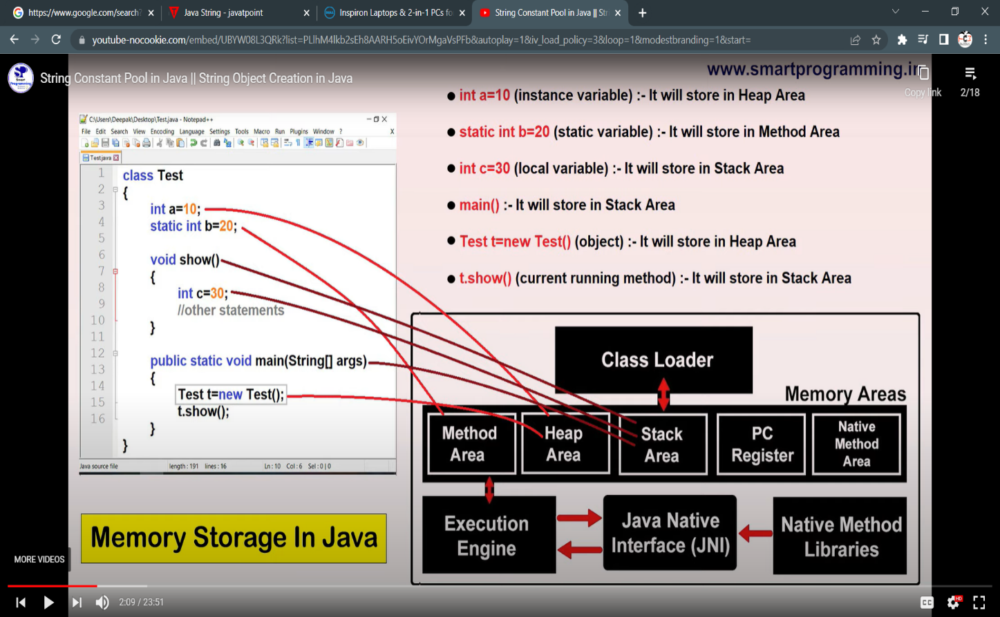 https://www.google.com/search?
Java String - javatpoint
Inspiron Laptops & 2-in-1 PCs fo
String Constant Pool in Java || Str
youtube-nocookie.com/embed/UBYW08L3QRk?list=PLlhM4lkb2sEh8AARH5oEivYOrMgaVsPFb&autoplay=1&iv_load_policy=3&loop=1&modestbranding=1&start=
String Constant Pool in Java || String Object Creation in Java
www.smartprogramming.in
Copy link
2/18
int a=10 (instance variable) :- It will store in Heap Area
static int b=20 (static variable) :- It will store in Method Area
int c=30 (local variable) :- It will store in Stack Area
main() :- It will store in Stack Area
Test t=new Test() (object) :- It will store in Heap Area
t.show() (current running method) :- It will store in Stack Area
C:\Users\Deepak\Desktop\Test.java - Notepad++
File Edit Search View Encoding Language Settings Tools Macro Run Plugins Window ? X
Test.java
1 class Test
2 {
3 int a=10;
4 static int b=20;
5
6 void show()
7 {
8 int c=30;
9 //other statements
10 }
11
12 public static void main(String[] args)
13 {
14 Test t=new Test();
15 t.show();
16 }
}
Java source file length : 191 lines : 16 Ln : 10 Col : 6 Sel : 0 | 0
Class Loader
Memory Areas
Method Area
Heap Area
Stack Area
PC Register
Native Method Area
Execution Engine
Java Native Interface (JNI)
Native Method Libraries
Memory Storage In Java
MORE VIDEOS
2:09 / 23:51
CC
HD